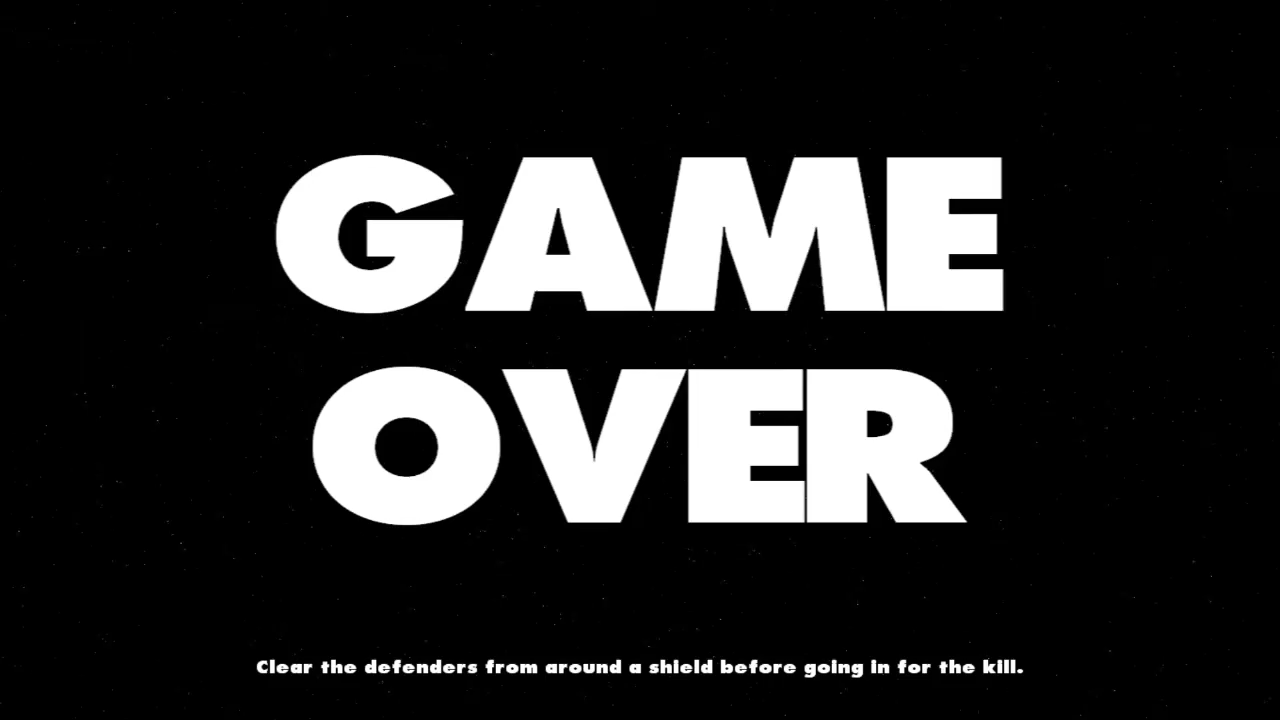 GAME
OVER
Clear the defenders from around a shield before going in for the kill.